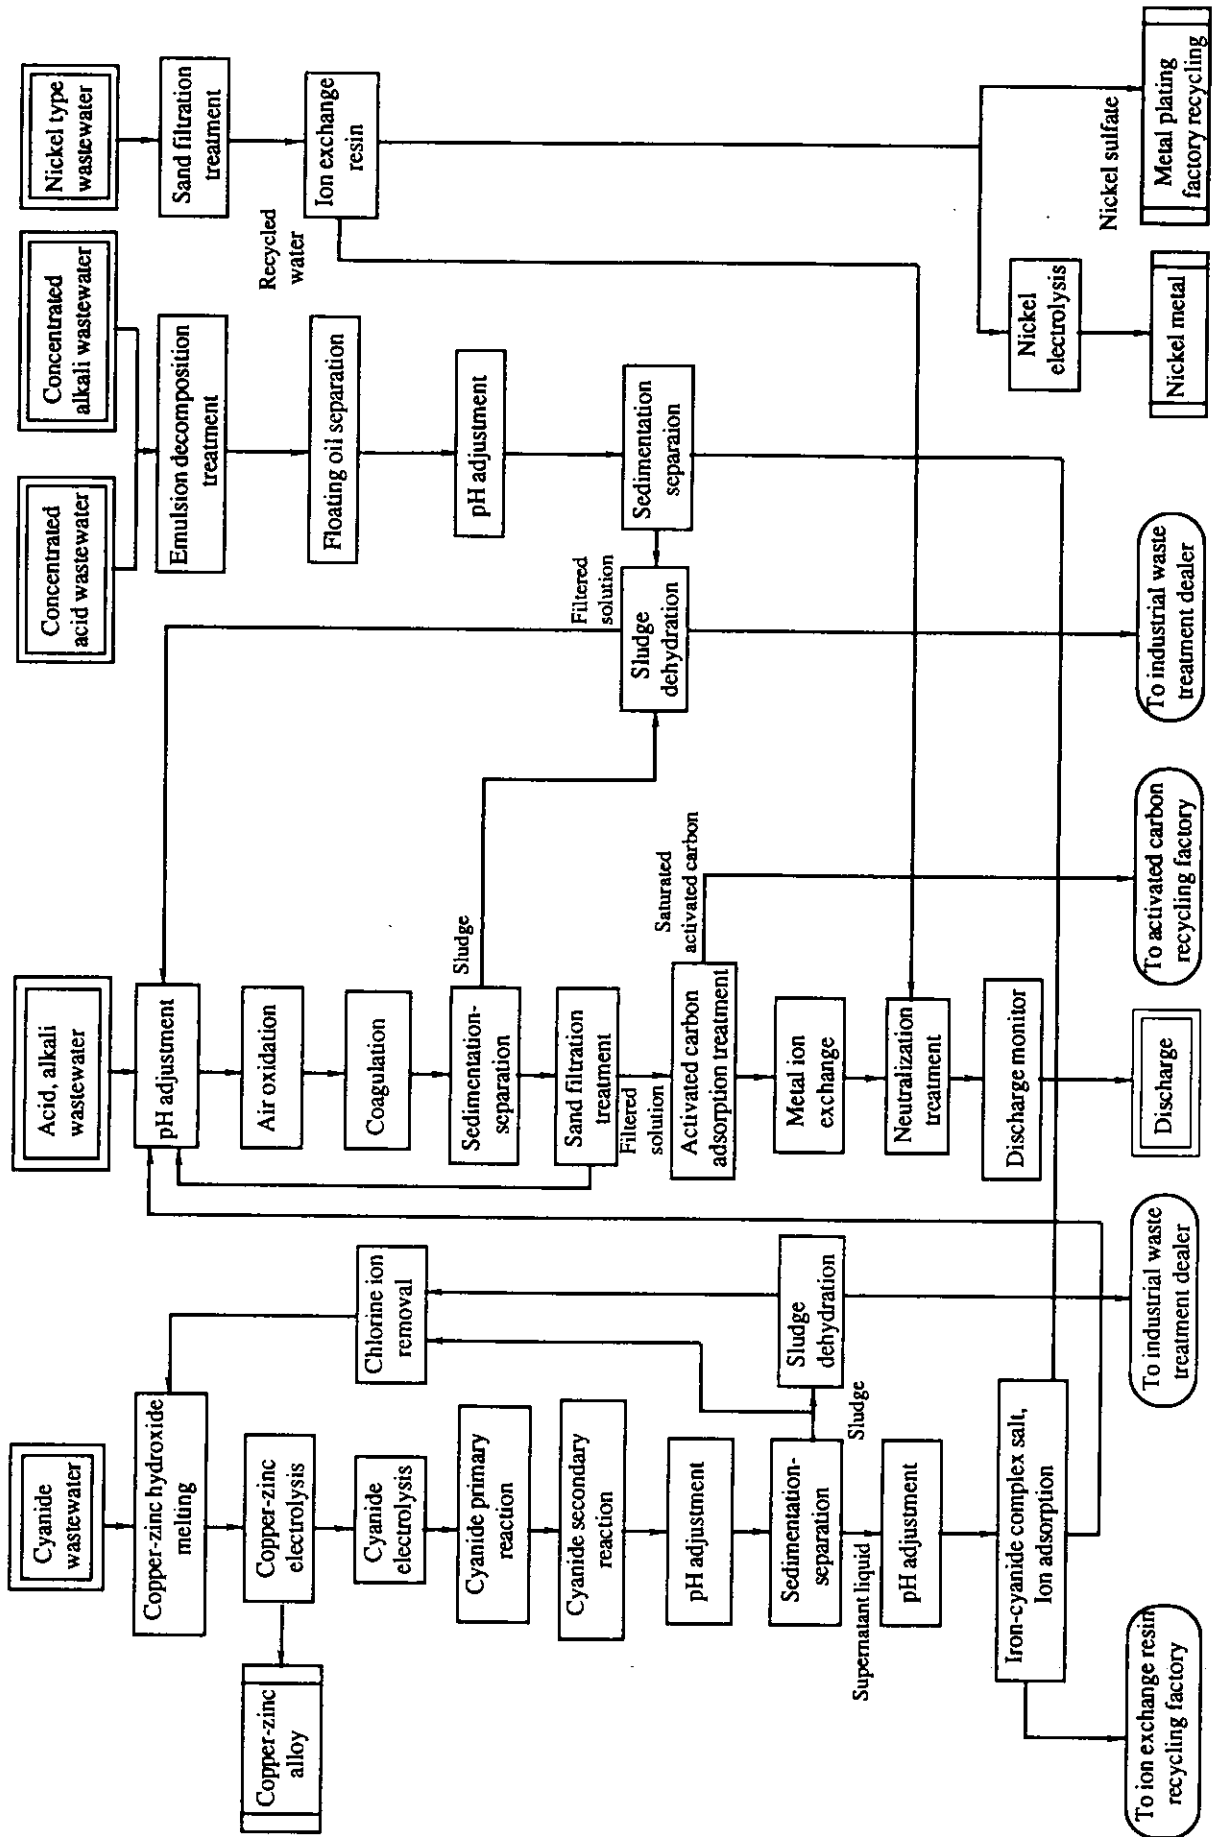 Cyanide
wastewater
Copper-zinc hydroxide
melting
Copper-zinc
electrolysis
Copper-zinc
alloy
Cyanide
electrolysis
Cyanide primary
reaction
Cyanide secondary
reaction
pH adjustment
Sedimentation-
separation
Sludge
Sludge
dehydration
Chlorine ion
removal
Supernatant liquid
pH adjustment
Iron-cyanide complex salt,
Ion adsorption
To ion exchange resin
recycling factory
To industrial waste
treatment dealer
Acid, alkali
wastewater
pH adjustment
Air oxidation
Coagulation
Sedimentation-
separation
Sludge
Sand filtration
treatment
Filtered
solution
Activated carbon
adsorption treatment
Saturated
activated carbon
Metal ion
exchange
Neutralization
treatment
Discharge monitor
Discharge
To activated carbon
recycling factory
Concentrated
acid wastewater
Concentrated
alkali wastewater
Emulsion decomposition
treatment
Floating oil separation
pH adjustment
Sedimentation
separaion
Filtered
solution
Sludge
dehydration
To industrial waste
treatment dealer
Nickel type
wastewater
Sand filtration
treatment
Ion exchange
resin
Recycled
water
Nickel
electrolysis
Nickel metal
Nickel sulfate
Metal plating
factory recycling